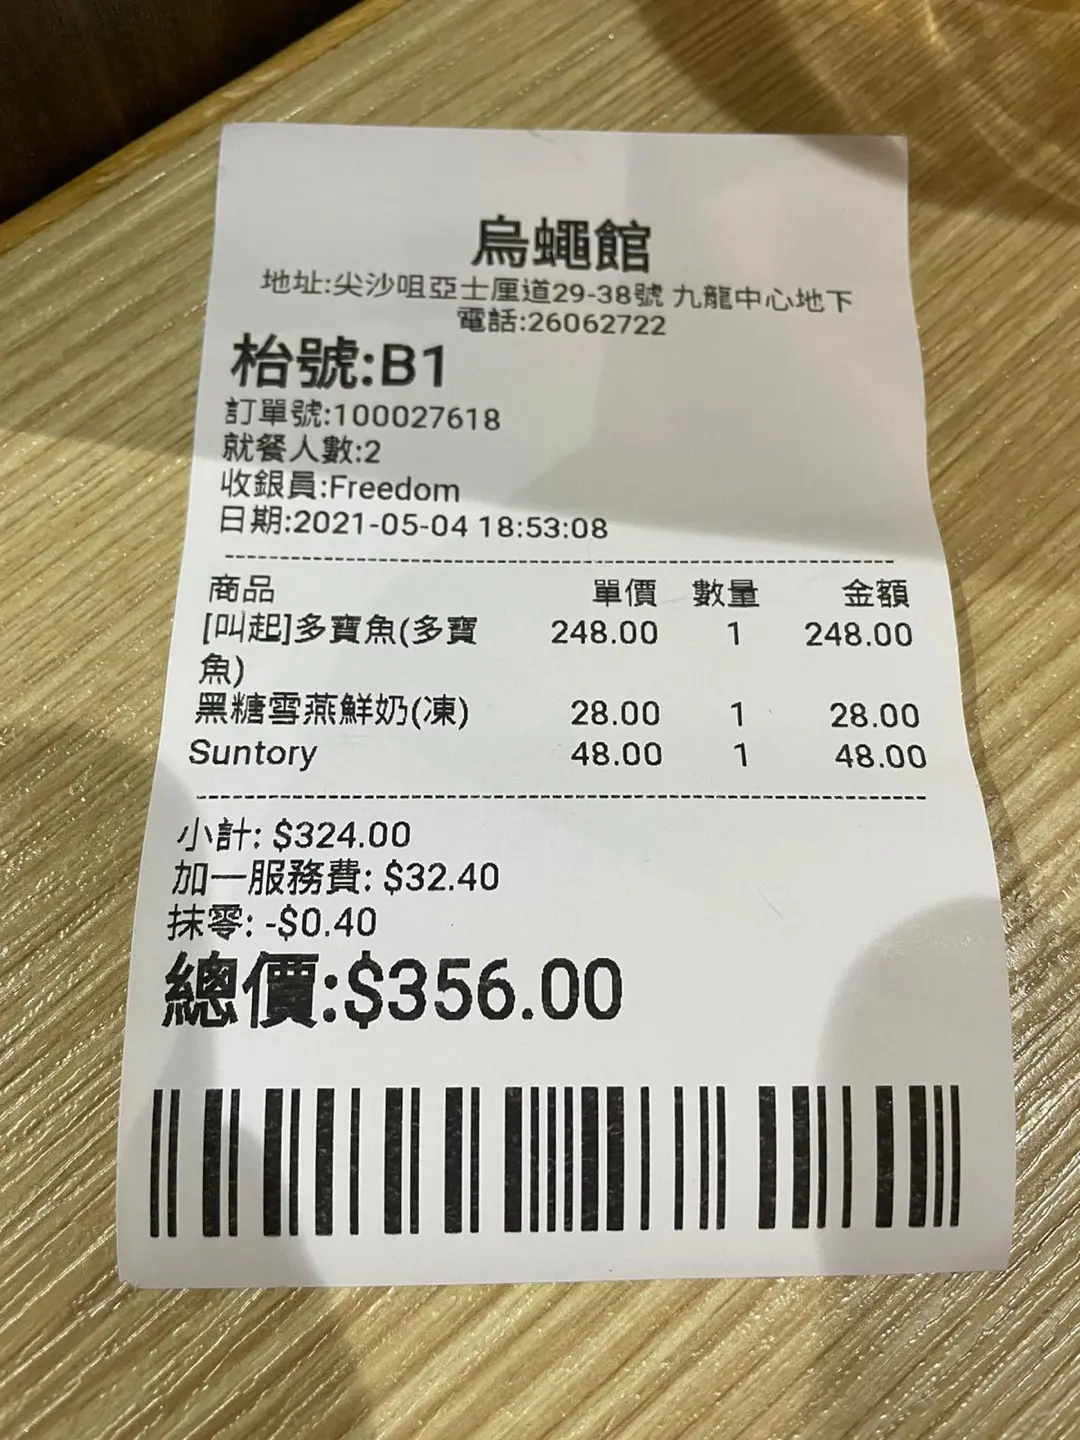 烏蠅館
地址:尖沙咀亞士厘道29-38號 九龍中心地下
電話:26062722
枱號:B1
訂單號:100027618
就餐人數:2
收銀員:Freedom
日期:2021-05-04 18:53:08
商品 單價 數量 金額
[叫起]多寶魚(多寶 248.00 1 248.00
魚)
黑糖雪燕鮮奶(凍) 28.00 1 28.00
Suntory 48.00 1 48.00
小計: $324.00
加一服務費: $32.40
抹零: -$0.40
總價:$356.00